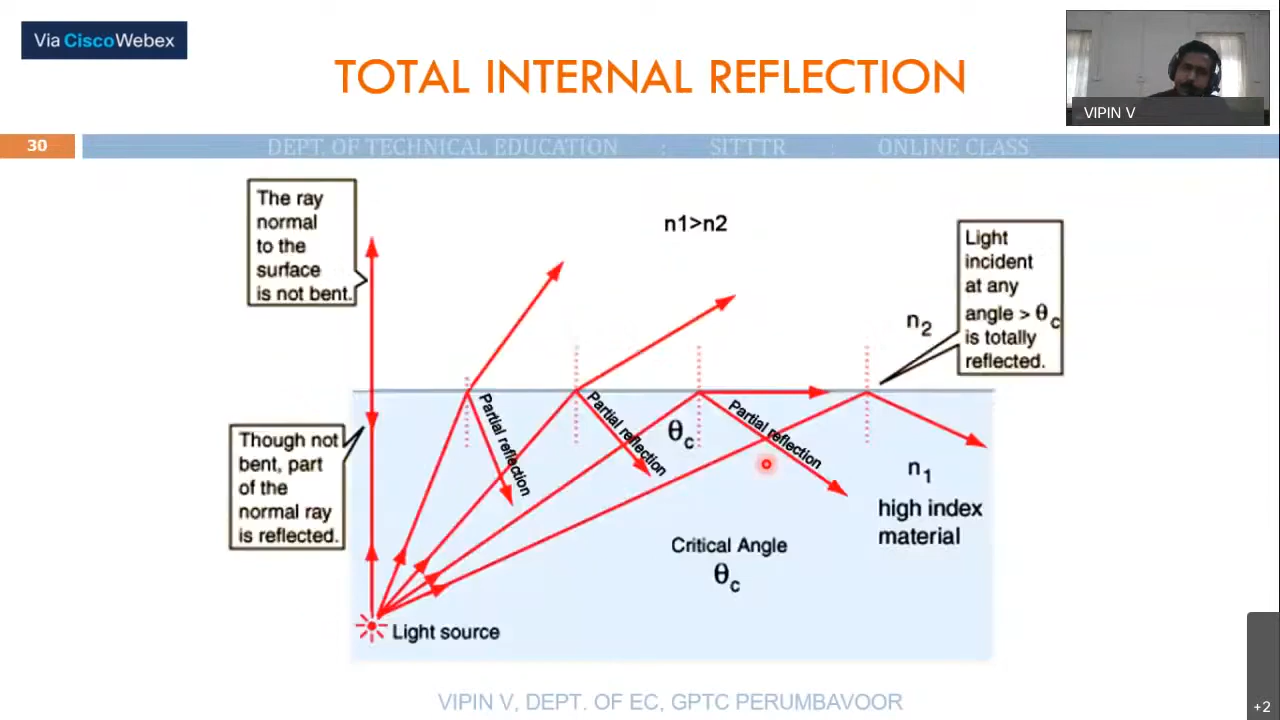 Via CiscoWebex
TOTAL INTERNAL REFLECTION
VIPIN V
30
DEPT. OF TECHNICAL EDUCATION : SITTTR : ONLINE CLASS
The ray
normal
to the
surface
is not bent.
n1>n2
Light
incident
at any
angle > θc
is totally
reflected.
n2
Partial reflection
Partial reflection
Partial reflection
θc
Though not
bent, part
of the
normal ray
is reflected.
n1
high index
material
Critical Angle
θc
Light source
VIPIN V, DEPT. OF EC, GPTC PERUMBAVOOR
+2